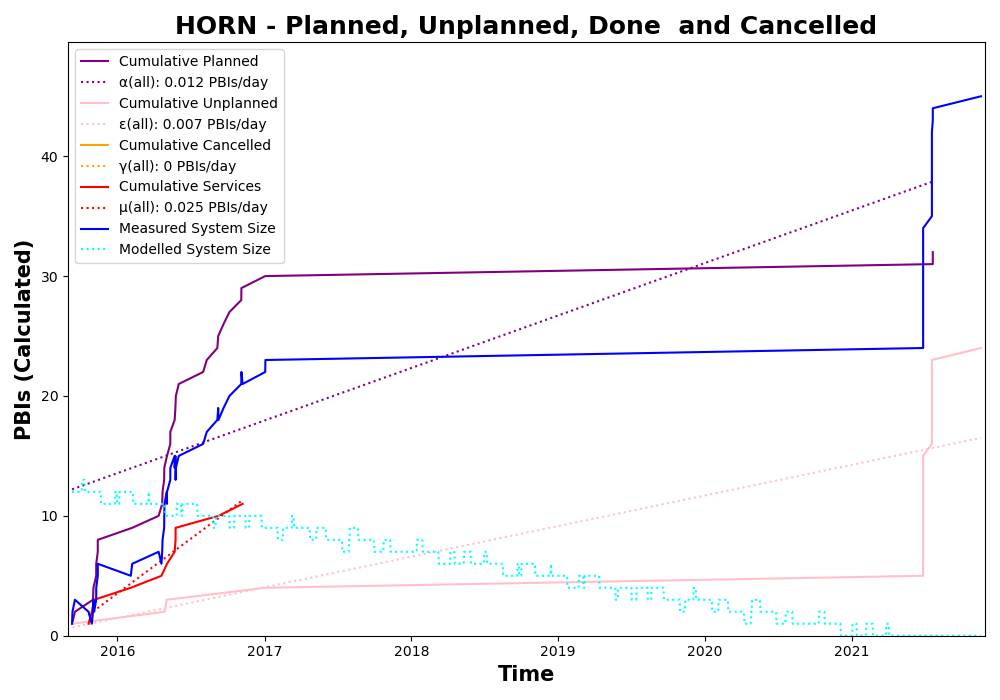 HORN - Planned, Unplanned, Done  and Cancelled
Cumulative Planned
α(all): 0.012 PBIs/day
Cumulative Unplanned
ε(all): 0.007 PBIs/day
Cumulative Cancelled
γ(all): 0 PBIs/day
Cumulative Services
μ(all): 0.025 PBIs/day
Measured System Size
Modelled System Size
40
30
20
10
0
PBIs (Calculated)
2016 2017 2018 2019 2020 2021
Time